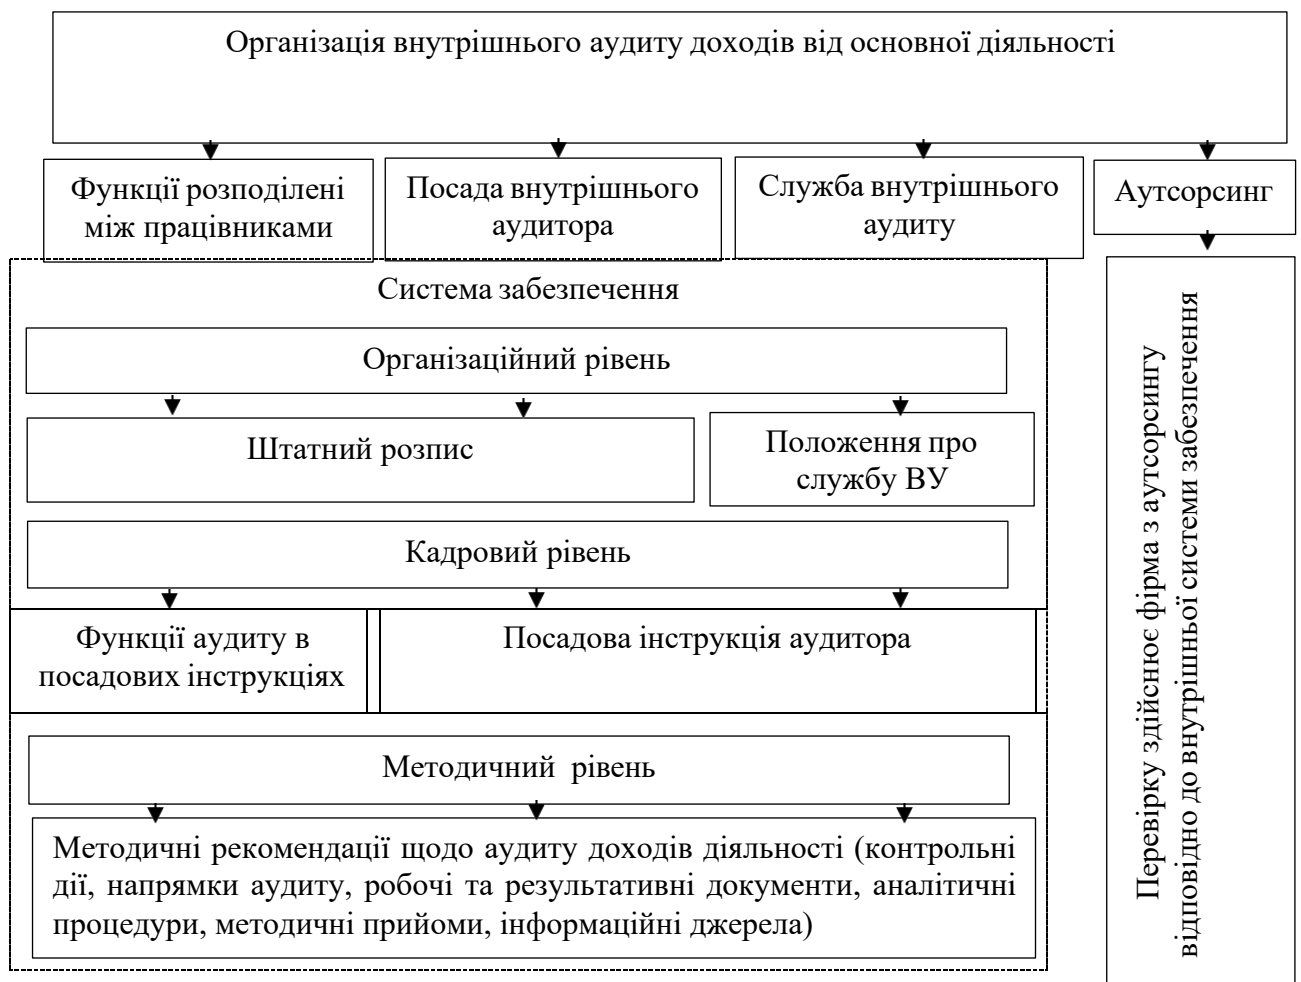 Організація внутрішнього аудиту доходів від основної діяльності
Функції розподілені
між працівниками
Посада внутрішнього
аудитора
Служба внутрішнього
аудиту
Аутсорсинг
Система забезпечення
Організаційний рівень
Штатний розпис
Положення про
службу ВУ
Кадровий рівень
Функції аудиту в
посадових інструкціях
Посадова інструкція аудитора
Методичний рівень
Методичні рекомендації щодо аудиту доходів діяльності (контрольні
дії, напрямки аудиту, робочі та результативні документи, аналітичні
процедури, методичні прийоми, інформаційні джерела)
Перевірку здійснює фірма з аутсорсингу
відповідно до внутрішньої системи забезпечення